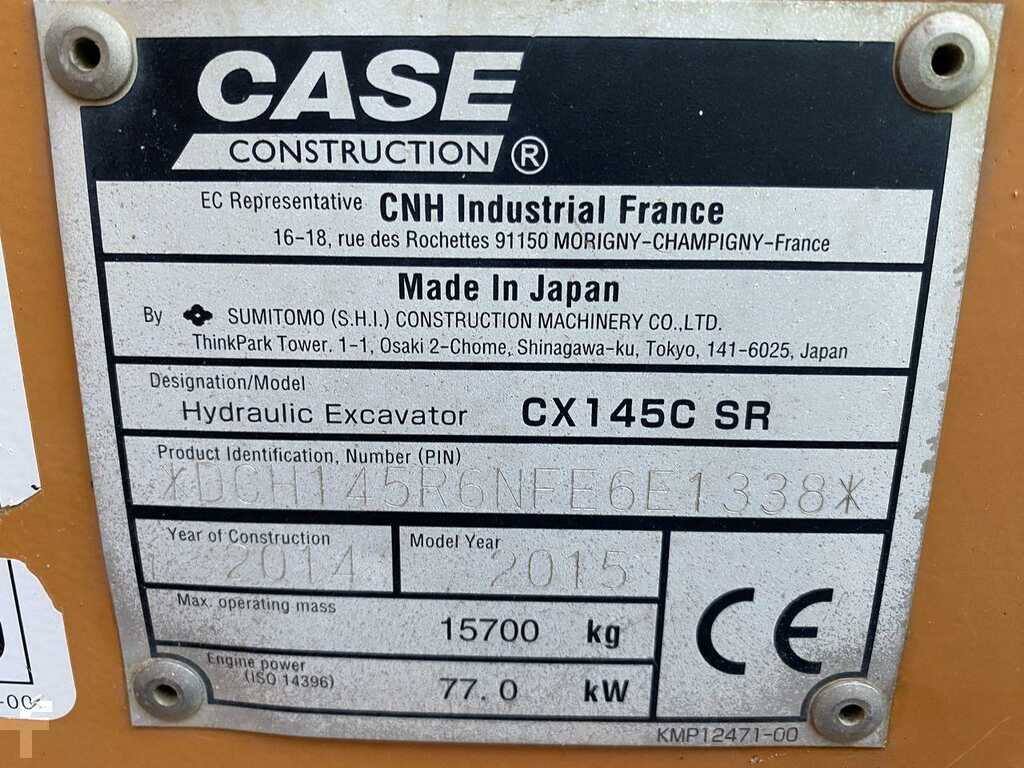 CASE
CONSTRUCTION ®
EC Representative CNH Industrial France
16-18, rue des Rochettes 91150 MORIGNY-CHAMPIGNY-France
Made In Japan
By SUMITOMO (S.H.I.) CONSTRUCTION MACHINERY CO.,LTD.
ThinkPark Tower. 1-1, Osaki 2-Chome, Shinagawa-ku, Tokyo, 141-6025, Japan
Designation/Model
Hydraulic Excavator CX145C SR
Product Identification, Number (PIN)
*DCH145R6NFE6E1338*
Year of Construction
2014
Model Year
2015
Max. operating mass
15700 kg
Engine power
(ISO 14396)
77.0 kW
CE
KMP12471-00